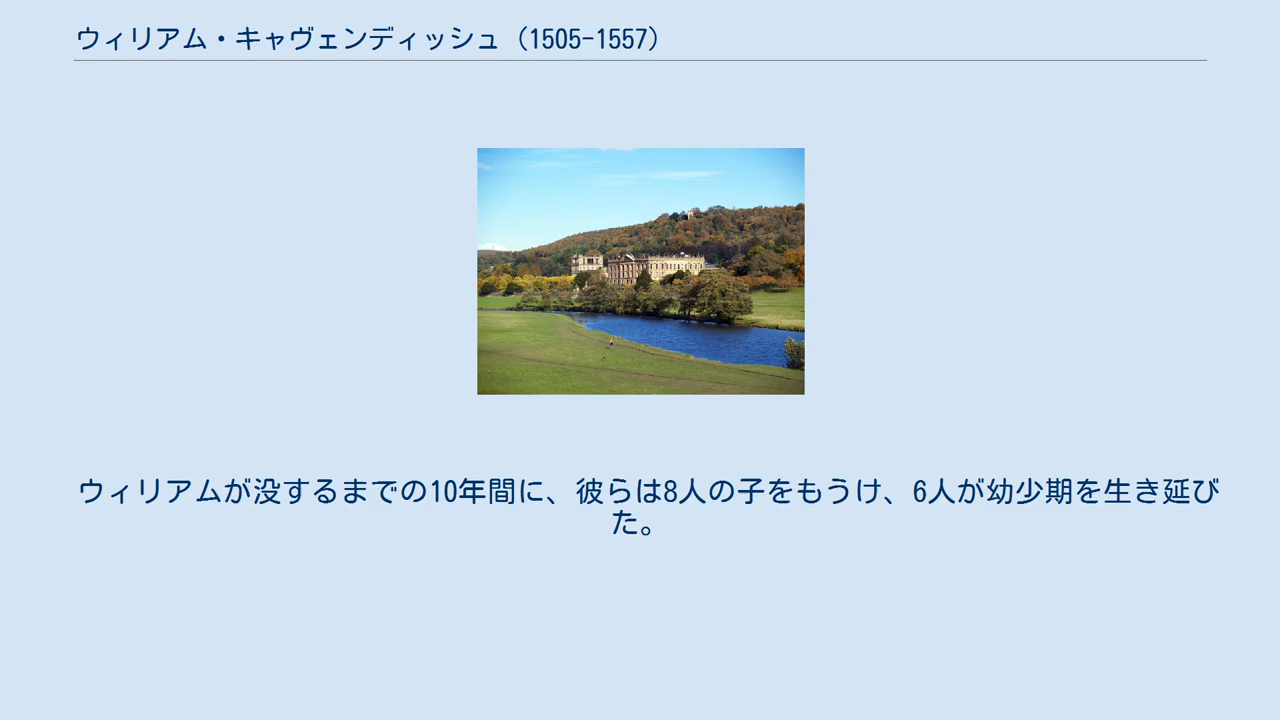 ウィリアム・キャヴェンディッシュ（1505-1557）
ウィリアムが没するまでの10年間に、彼らは8人の子をもうけ、6人が幼少期を生き延び
た。